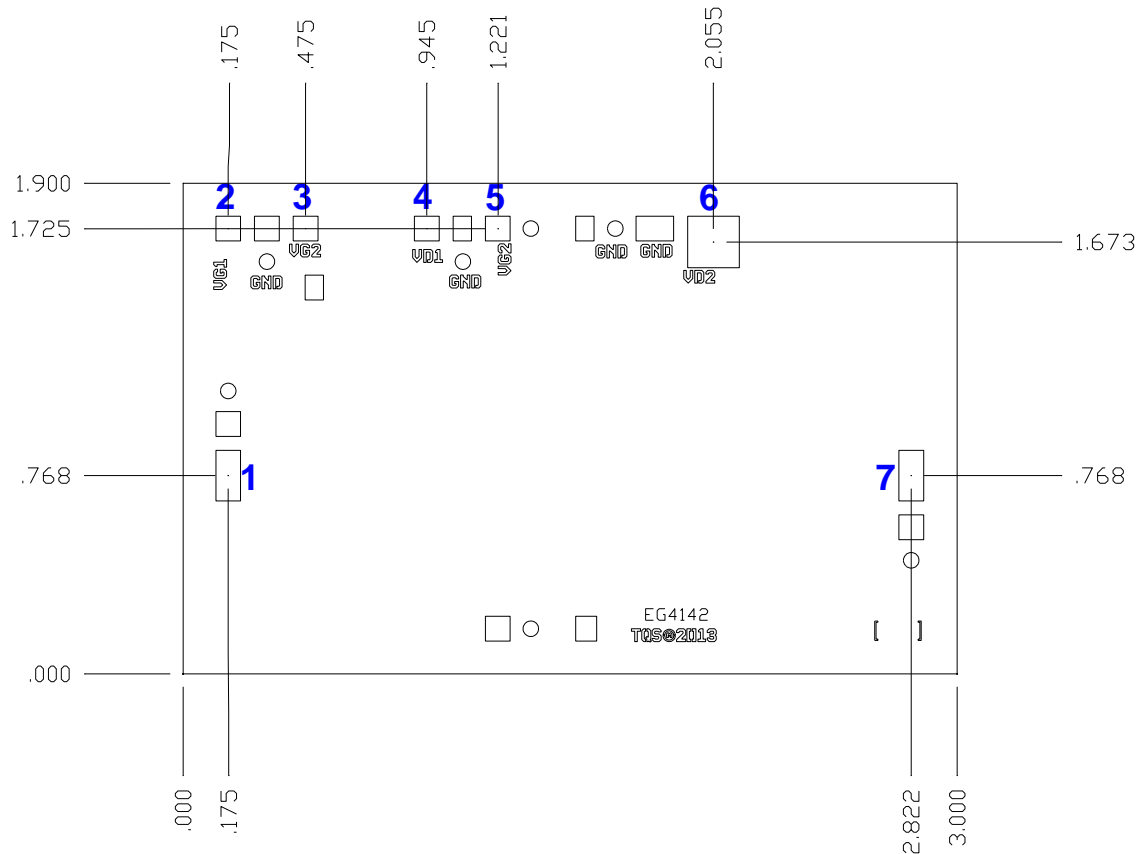 .175
.475
.945
1.221
2.055
1.900
2
3
4
5
6
1.725
1.673
VG1
GND
VG2
VD1
GND
VG2
GND
GND
VD2
.768
1
7
.768
EG4142
TQS®2013
[ ]
.000
.000
.175
2.822
3.000